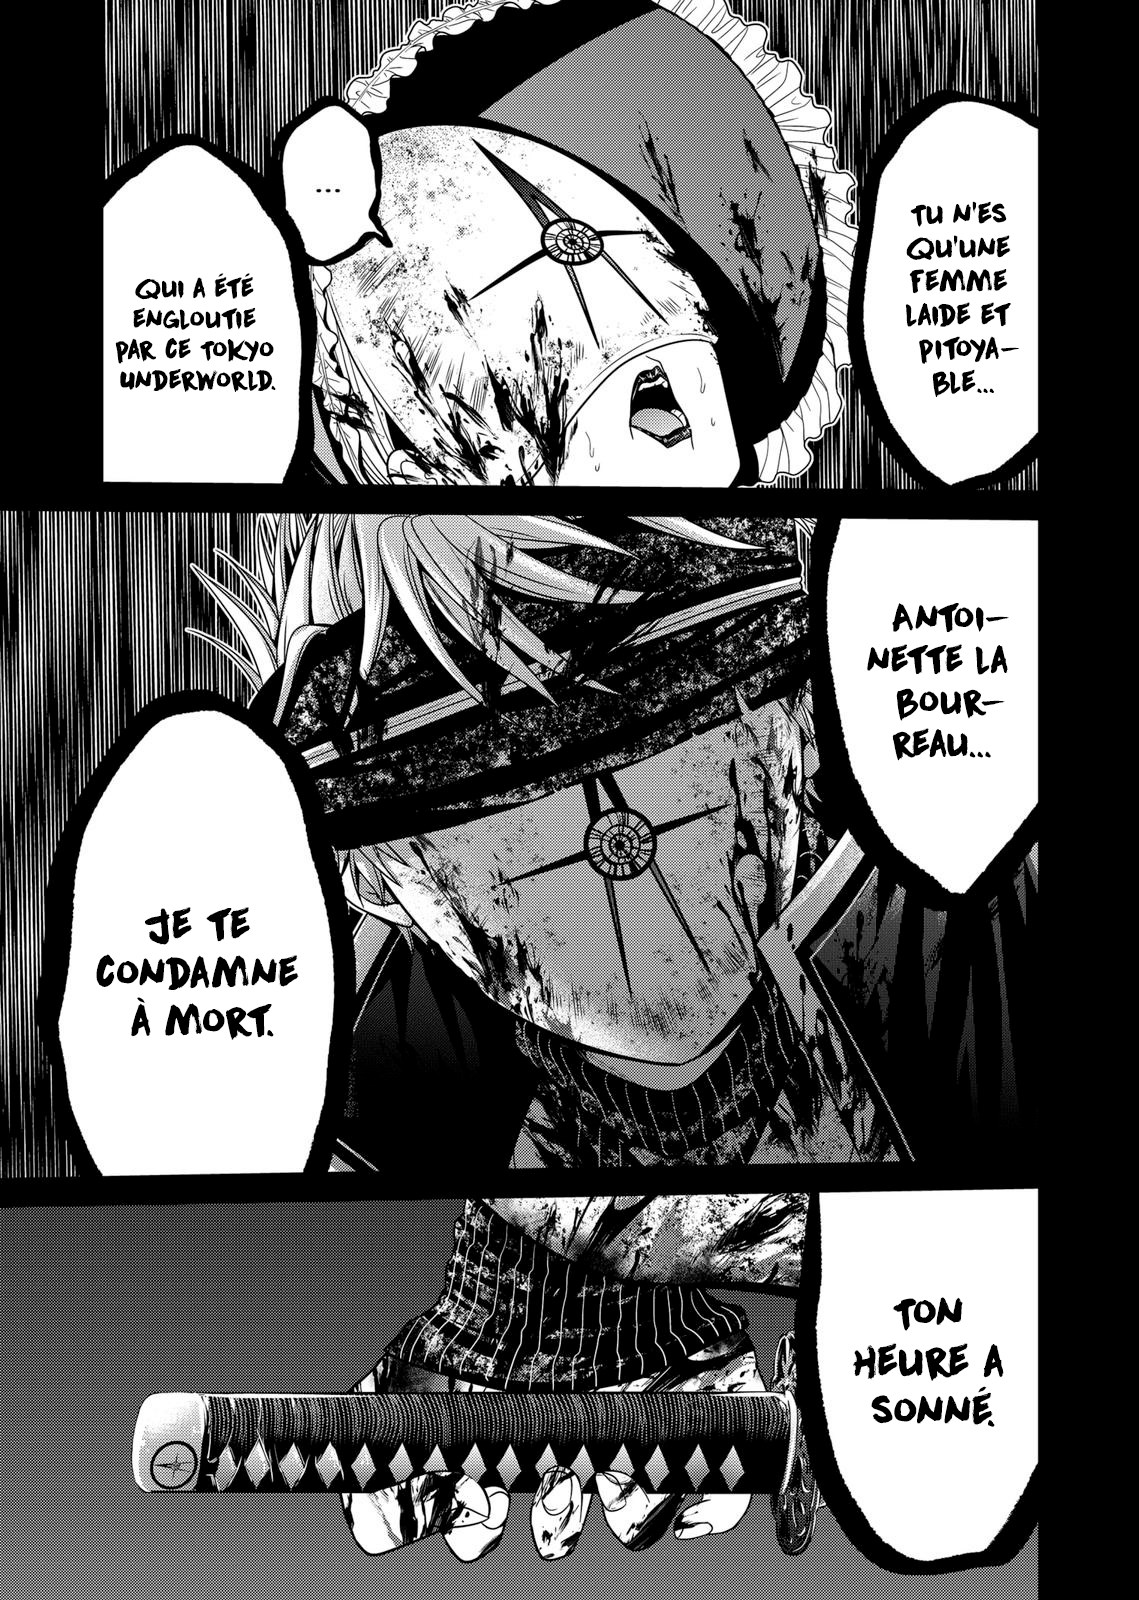 TU N'ES
QU'UNE
FEMME
LAIDE ET
PITOYA-
BLE...
...
QUI A ÉTÉ
ENGLOUTIE
PAR CE TOKYO
UNDERWORLD.
ANTOI-
NETTE LA
BOUR-
REAU...
JE TE
CONDAMNE
À MORT.
TON
HEURE A
SONNÉ.